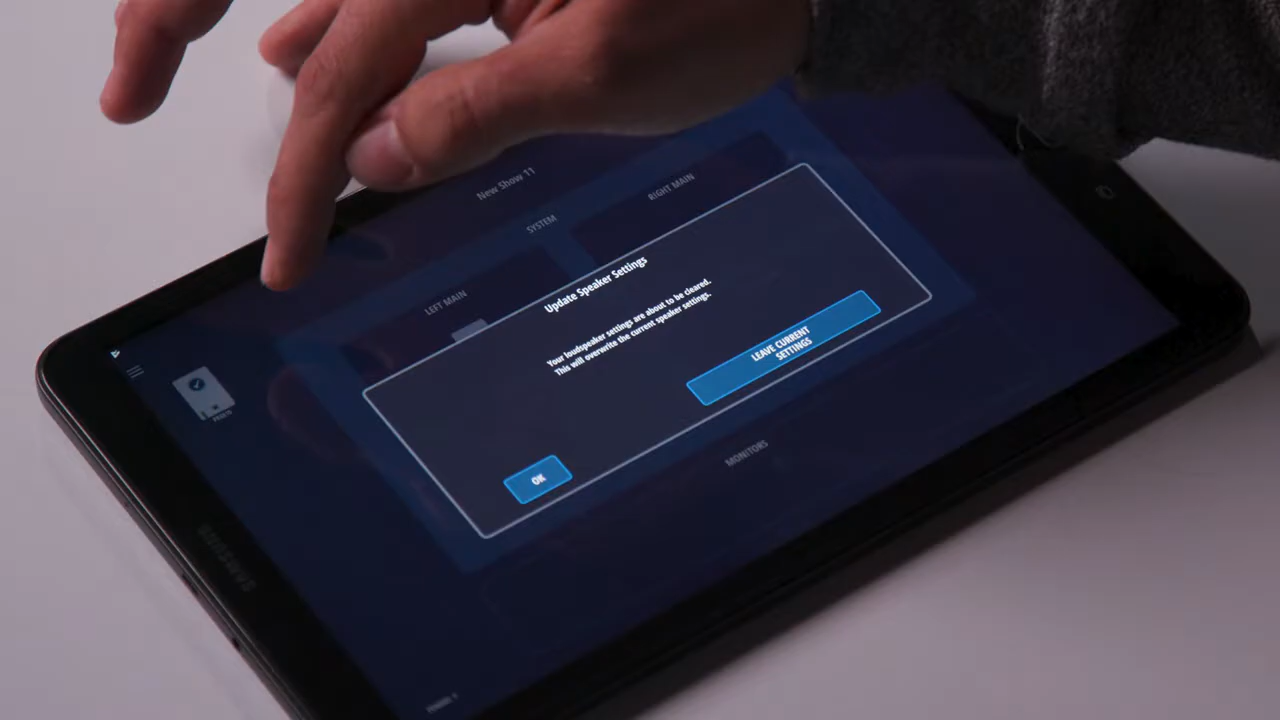 New Show 11
SYSTEM
RIGHT MAIN
LEFT MAIN
Update Speaker Settings
Your loudspeaker settings are about to be cleared.
This will overwrite the current speaker settings.
LEAVE CURRENT
SETTINGS
OK
MONITORS
SAMSUNG